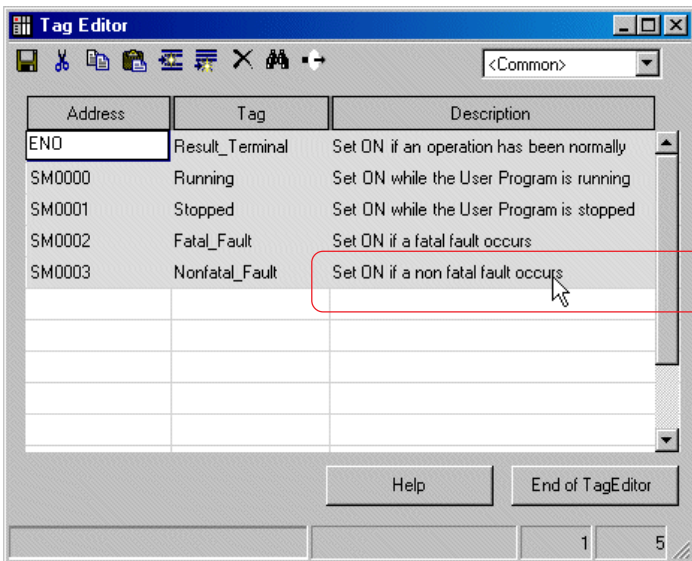 Tag Editor
<Common>
Address Tag Description
ENO Result_Terminal Set ON if an operation has been normally
SM0000 Running Set ON while the User Program is running
SM0001 Stopped Set ON while the User Program is stopped
SM0002 Fatal_Fault Set ON if a fatal fault occurs
SM0003 Nonfatal_Fault Set ON if a non fatal fault occurs
Help End of TagEditor
1 5